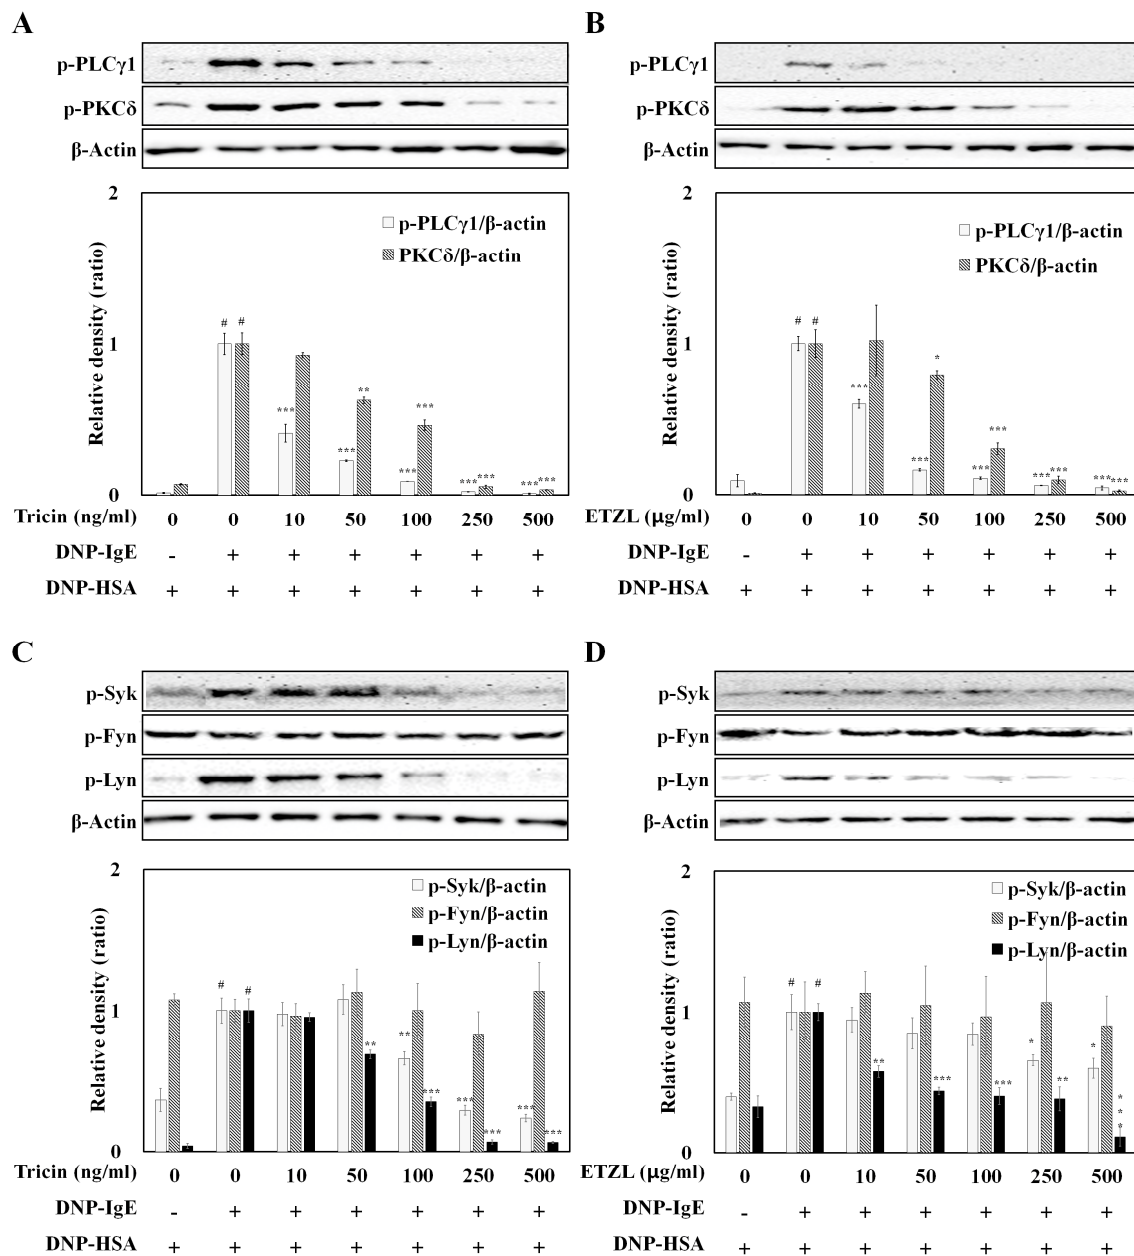 A
p-PLCγ1
p-PKCδ
β-Actin
2
p-PLCγ1/β-actin
PKCδ/β-actin
Relative density (ratio)
# #
1
***
**
***
***
***
*** ***
*** ***
0
Tricin (ng/ml) 0 0 10 50 100 250 500
DNP-IgE - + + + + + +
DNP-HSA + + + + + + +
B
p-PLCγ1
p-PKCδ
β-Actin
2
p-PLCγ1/β-actin
PKCδ/β-actin
Relative density (ratio)
# #
1
***
*
***
***
***
*** ***
*** ***
0
ETZL (μg/ml) 0 0 10 50 100 250 500
DNP-IgE - + + + + + +
DNP-HSA + + + + + + +
C
p-Syk
p-Fyn
p-Lyn
β-Actin
2
p-Syk/β-actin
p-Fyn/β-actin
p-Lyn/β-actin
Relative density (ratio)
# #
1
**
**
***
***
***
***
***
0
Tricin (ng/ml) 0 0 10 50 100 250 500
DNP-IgE - + + + + + +
DNP-HSA + + + + + + +
D
p-Syk
p-Fyn
p-Lyn
β-Actin
2
p-Syk/β-actin
p-Fyn/β-actin
p-Lyn/β-actin
Relative density (ratio)
# #
1
**
***
***
*
**
*
*
*
*
0
ETZL (μg/ml) 0 0 10 50 100 250 500
DNP-IgE - + + + + + +
DNP-HSA + + + + + + +